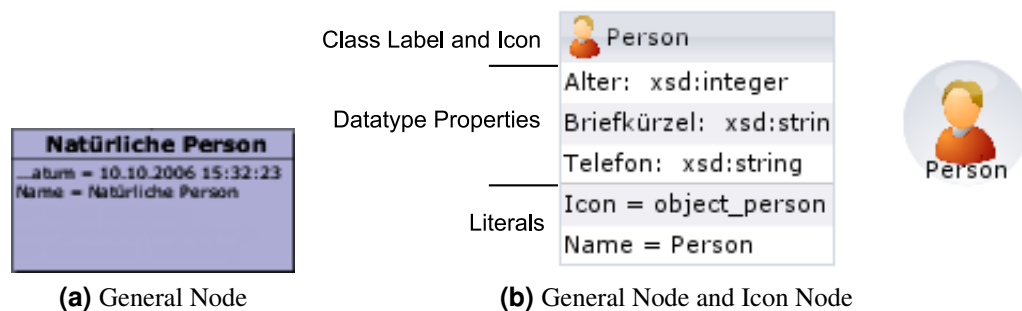 Natürliche Person
...atum = 10.10.2006 15:32:23
Name = Natürliche Person
(a) General Node
Class Label and Icon
Datatype Properties
Literals
Person
Alter: xsd:integer
Briefkürzel: xsd:strin
Telefon: xsd:string
Icon = object_person
Name = Person
Person
(b) General Node and Icon Node